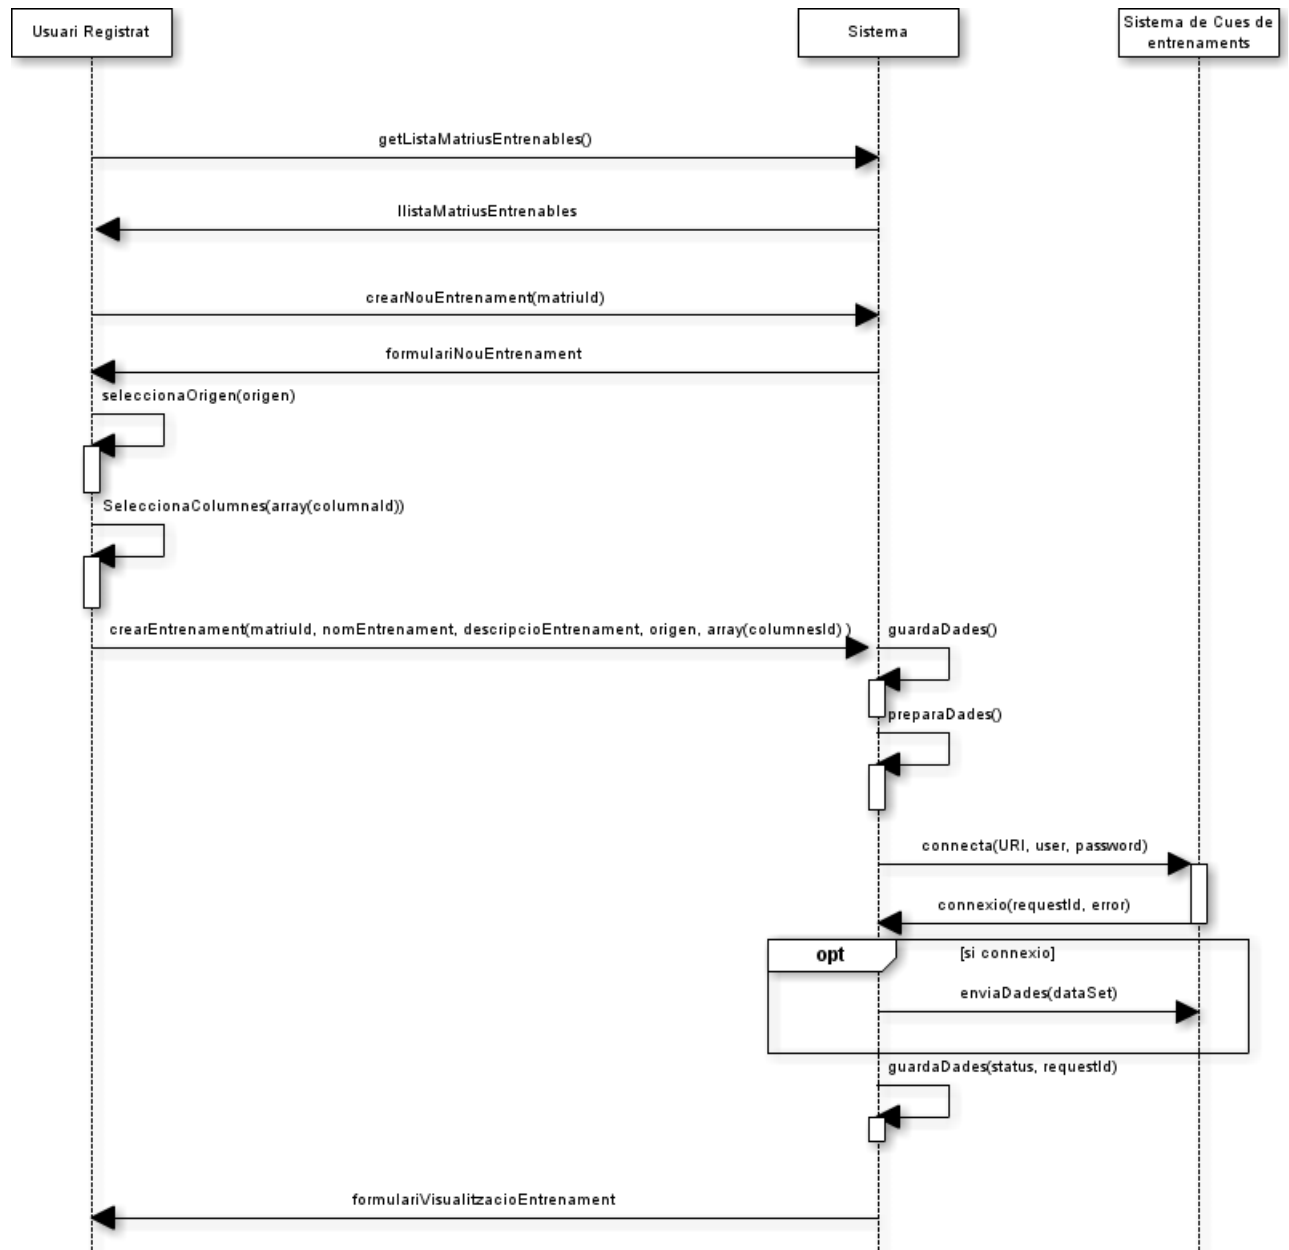 Usuari Registrat
Sistema
Sistema de Cues de
entrenaments
getListaMatriusEntrenables()
llistaMatriusEntrenables
crearNouEntrenament(matriuId)
formulariNouEntrenament
seleccionaOrigen(origen)
SeleccionaColumnes(array(columnaId))
crearEntrenament(matriuId, nomEntrenament, descripcioEntrenament, origen, array(columnesId) )
guardaDades()
preparaDades()
connecta(URI, user, password)
connexio(requestId, error)
opt
[si connexio]
enviaDades(dataSet)
guardaDades(status, requestId)
formulariVisualitzacioEntrenament